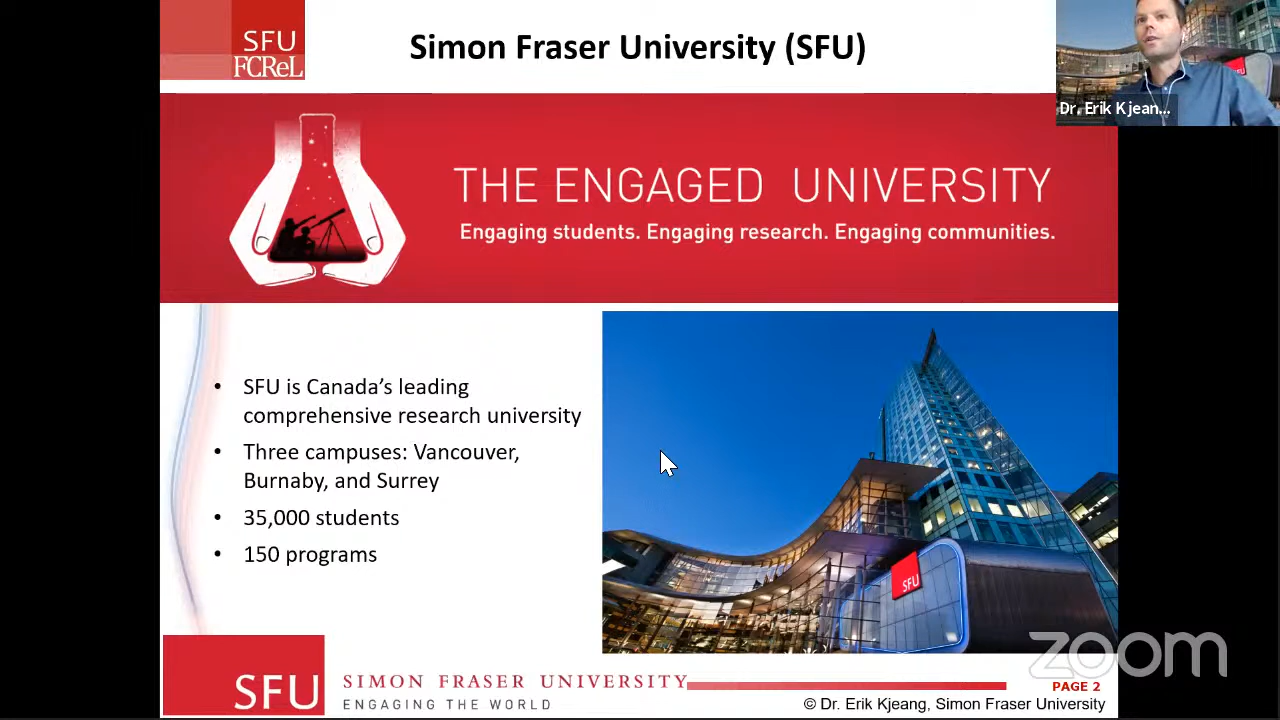 SFU
FCReL
Simon Fraser University (SFU)
Dr. Erik Kjean...
THE ENGAGED UNIVERSITY
Engaging students. Engaging research. Engaging communities.
• SFU is Canada's leading
comprehensive research university
• Three campuses: Vancouver,
Burnaby, and Surrey
• 35,000 students
• 150 programs
SFU
zoom
SFU
SIMON FRASER UNIVERSITY
ENGAGING THE WORLD
PAGE 2
© Dr. Erik Kjeang, Simon Fraser University